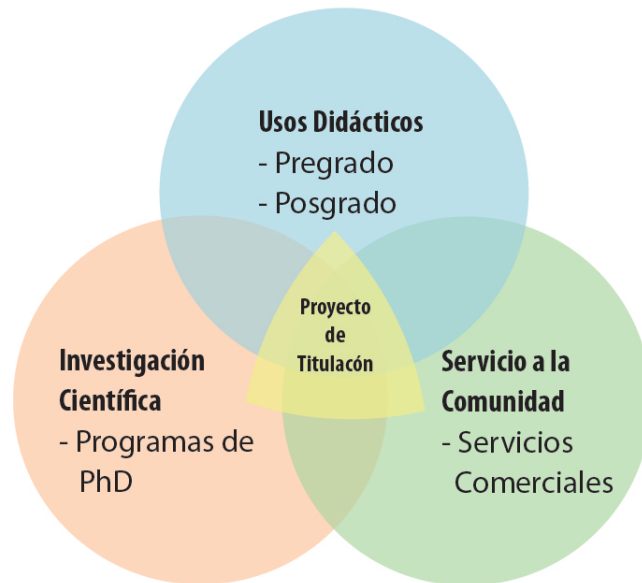 Usos Didácticos
- Pregrado
- Posgrado
Proyecto
de
Titulacón
Investigación
Científica
- Programas de
PhD
Servicio a la
Comunidad
- Servicios
Comerciales